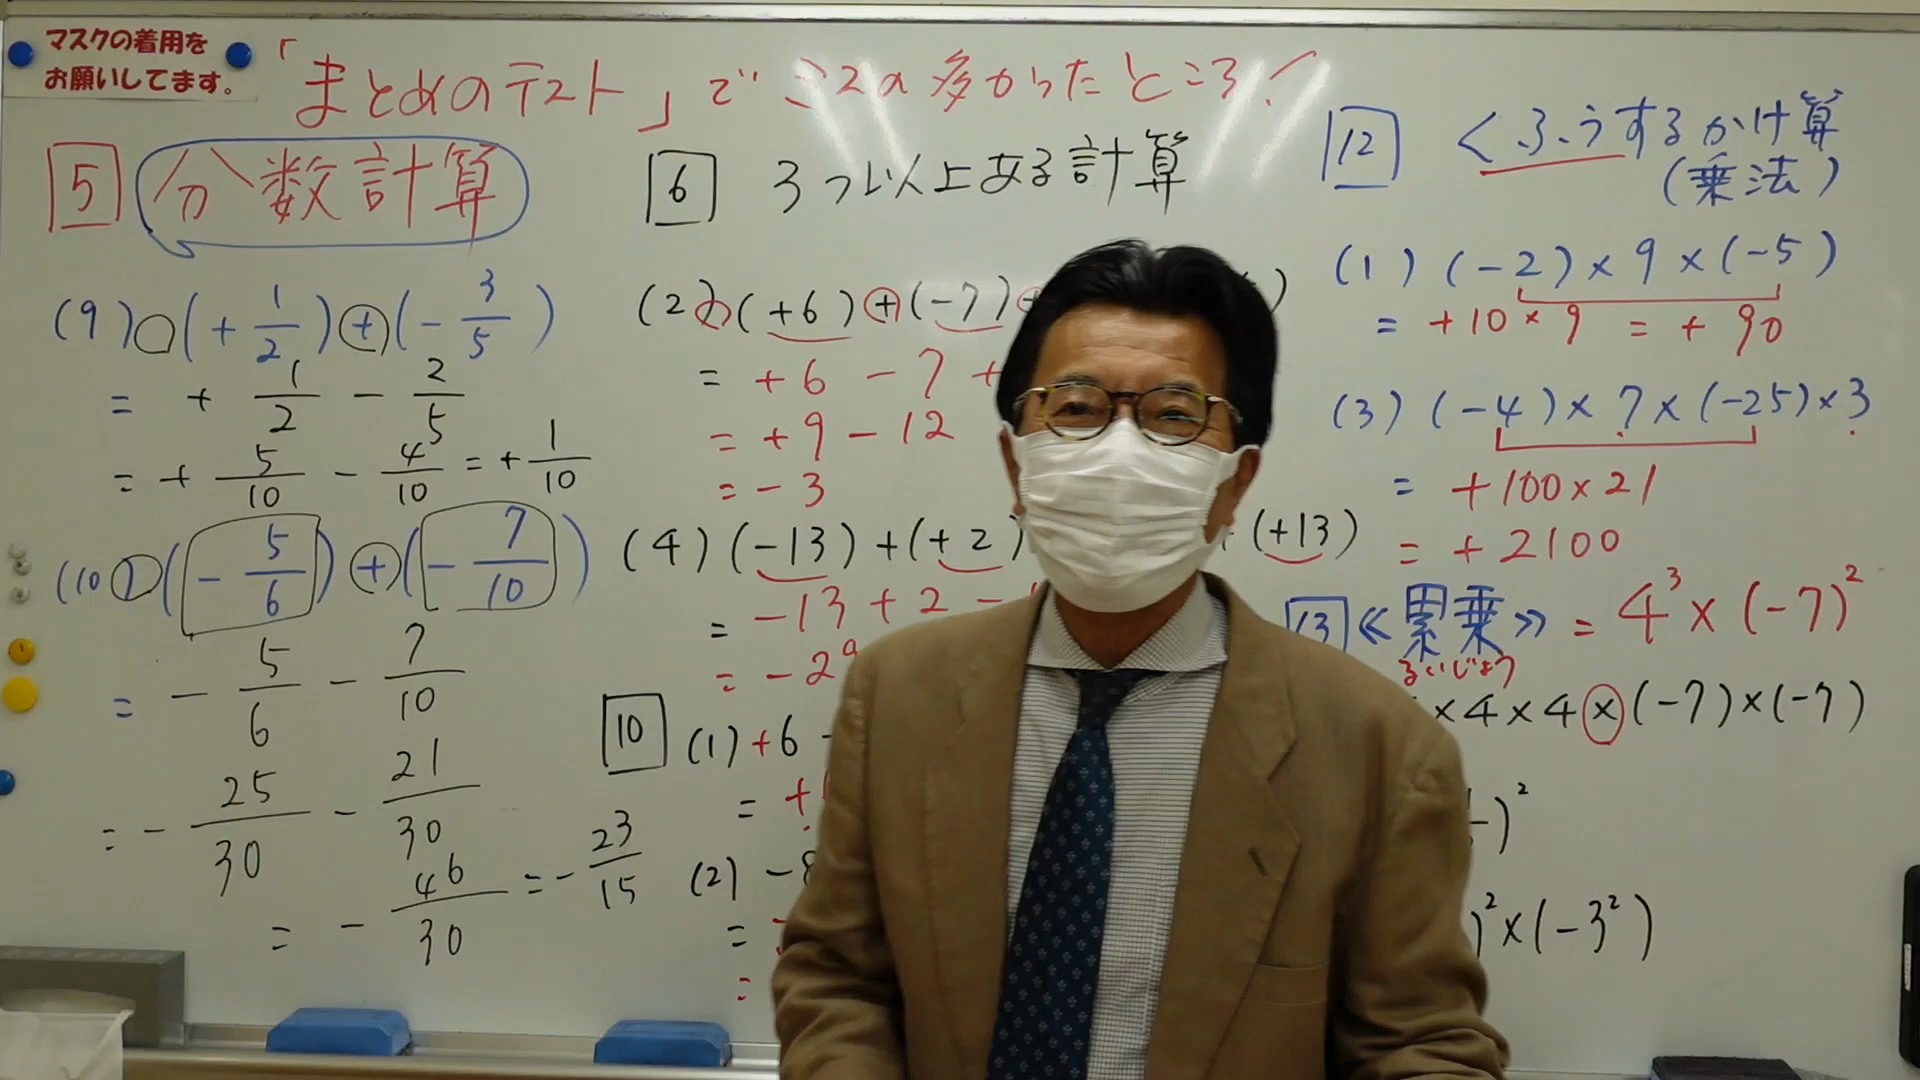 マスクの着用を
お願いしてます。
「まとめのテスト」でミスの多かったところ!
5 分数計算
(9) (+1/2)+(-3/5)
= +1/2 - 2/5
= +5/10 - 4/10 = +1/10
(10) (-5/6)+(-7/10)
= -5/6 - 7/10
= -25/30 - 21/30
= -46/30 = -23/15
6 3つ以上ある計算
(2) (+6)+(-7)+
= +6 - 7 +
= +9 - 12
= -3
(4) (-13)+(+2) +(+13)
= -13 + 2 -
= -2
10 (1) +6 -
= +
(2) -8
=
=
12 くふうするかけ算
(乗法)
(1) (-2)×9×(-5)
= +10×9 = +90
(3) (-4)×7×(-25)×3
= +100×21
= +2100
13 《累乗》 = 4³×(-7)²
るいじょう
×4×4×(-7)×(-7)
)²
)²×(-3²)